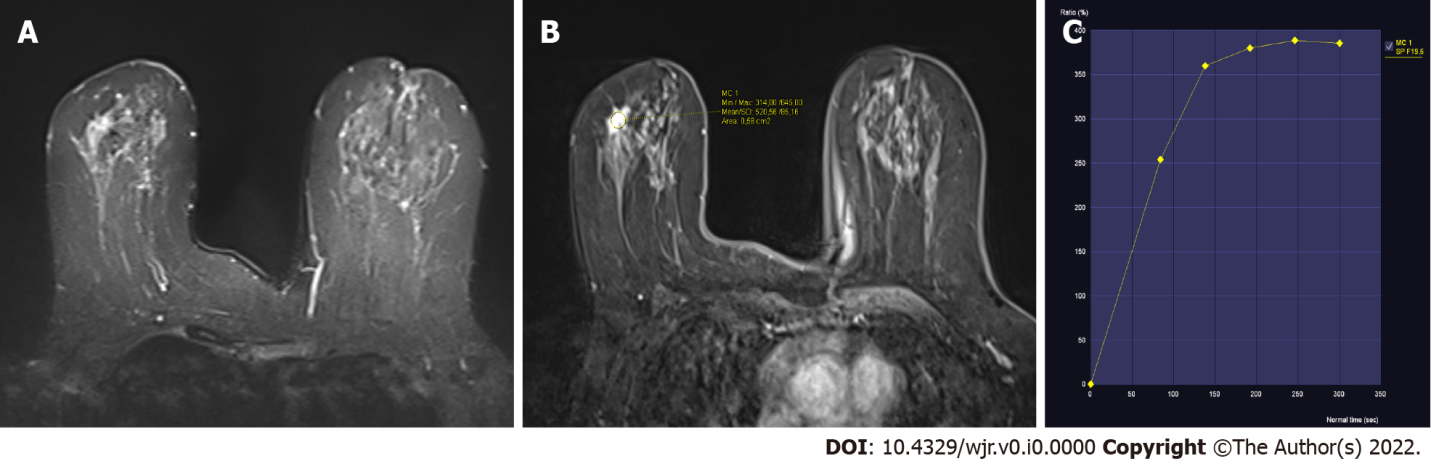 A
B
MC 1
Min / Max: 314,00 /645,00
Mean/SD: 520,56 /85,16
Area: 0,58 cm2
Ratio (%)
C
400
350
300
250
200
150
100
50
0
0 50 100 150 200 250 300 350
Normal time (sec)
MC 1
SP F19.6
DOI: 10.4329/wjr.v0.i0.0000 Copyright ©The Author(s) 2022.